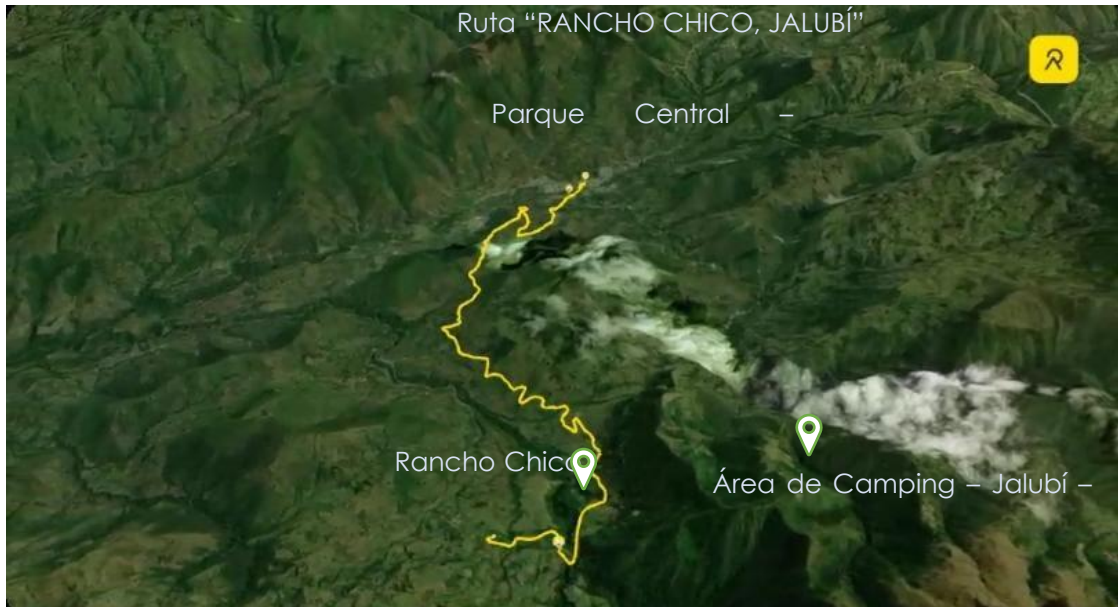 Ruta “RANCHO CHICO, JALUBÍ”
Parque Central –
Rancho Chico
Área de Camping – Jalubí –